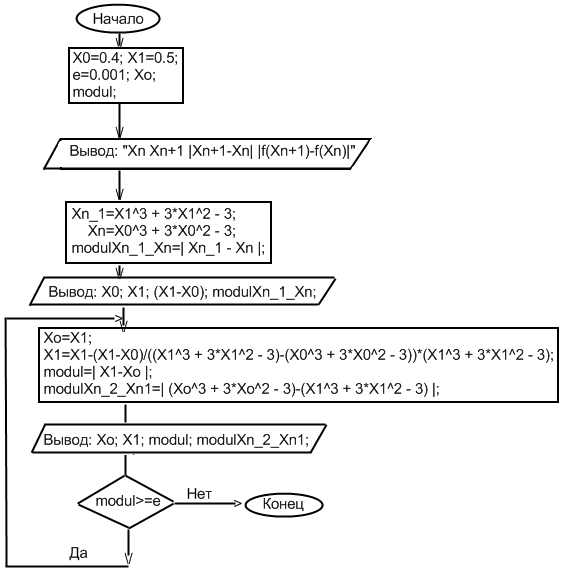 Начало
X0=0.4; X1=0.5;
e=0.001; Xo;
modul;
Вывод: "Xn Xn+1 |Xn+1-Xn| |f(Xn+1)-f(Xn)|"
Xn_1=X1^3 + 3*X1^2 - 3;
Xn=X0^3 + 3*X0^2 - 3;
modulXn_1_Xn=| Xn_1 - Xn |;
Вывод: X0; X1; (X1-X0); modulXn_1_Xn;
Xo=X1;
X1=X1-(X1-X0)/((X1^3 + 3*X1^2 - 3)-(X0^3 + 3*X0^2 - 3))*(X1^3 + 3*X1^2 - 3);
modul=| X1-Xo |;
modulXn_2_Xn1=| (Xo^3 + 3*Xo^2 - 3)-(X1^3 + 3*X1^2 - 3) |;
Вывод: Xo; X1; modul; modulXn_2_Xn1;
modul>=e
Нет
Конец
Да